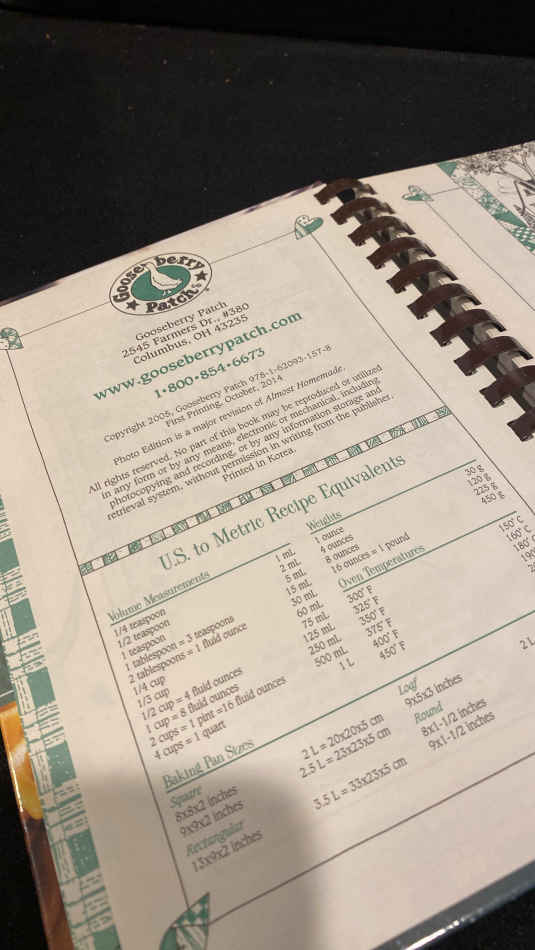 Gooseberry
Patch
Gooseberry Patch
2545 Farmers Dr., #380
Columbus, OH 43235
www.gooseberrypatch.com
1•800•854•6673
Copyright 2005, Gooseberry Patch 978-1-62093-157-8
First Printing, October, 2014
Photo Edition is a major revision of Almost Homemade.
All rights reserved. No part of this book may be reproduced or utilized
in any form or by any means, electronic or mechanical, including
photocopying and recording, or by any information storage and
retrieval system, without permission in writing from the publisher.
Printed in Korea.
U.S. to Metric Recipe Equivalents
Volume Measurements
1/4 teaspoon 1 mL
1/2 teaspoon 2 mL
1 teaspoon 5 mL
1 tablespoon = 3 teaspoons 15 mL
2 tablespoons = 1 fluid ounce 30 mL
1/4 cup 60 mL
1/3 cup 75 mL
1/2 cup = 4 fluid ounces 125 mL
1 cup = 8 fluid ounces 250 mL
2 cups = 1 pint =16 fluid ounces 500 mL
4 cups = 1 quart 1 L
Weights
1 ounce 30 g
4 ounces 120 g
8 ounces 225 g
16 ounces = 1 pound 450 g
Oven Temperatures
300° F 150° C
325° F 160° C
350° F 180°
375° F 190°
400° F
450° F
Baking Pan Sizes
Square
8x8x2 inches 2 L = 20x20x5 cm
9x9x2 inches 2.5 L = 23x23x5 cm
Rectangular
13x9x2 inches 3.5 L = 33x23x5 cm
Loaf
9x5x3 inches 2 L
Round
8x1-1/2 inches
9x1-1/2 inches